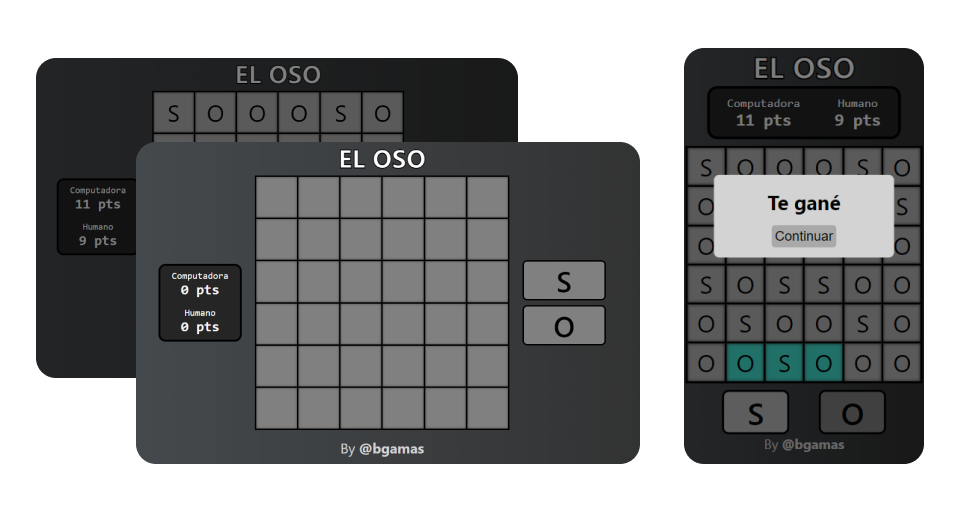 EL OSO
S O O O S O
Computadora
11 pts
Humano
9 pts
EL OSO
Computadora
0 pts
Humano
0 pts
S
O
By @bgamas
EL OSO
Computadora Humano
11 pts 9 pts
S O O O S O
O S
Te gané
O O
Continuar
S O S S O O
O S O O S O
O O S O O O
S O
By @bgamas